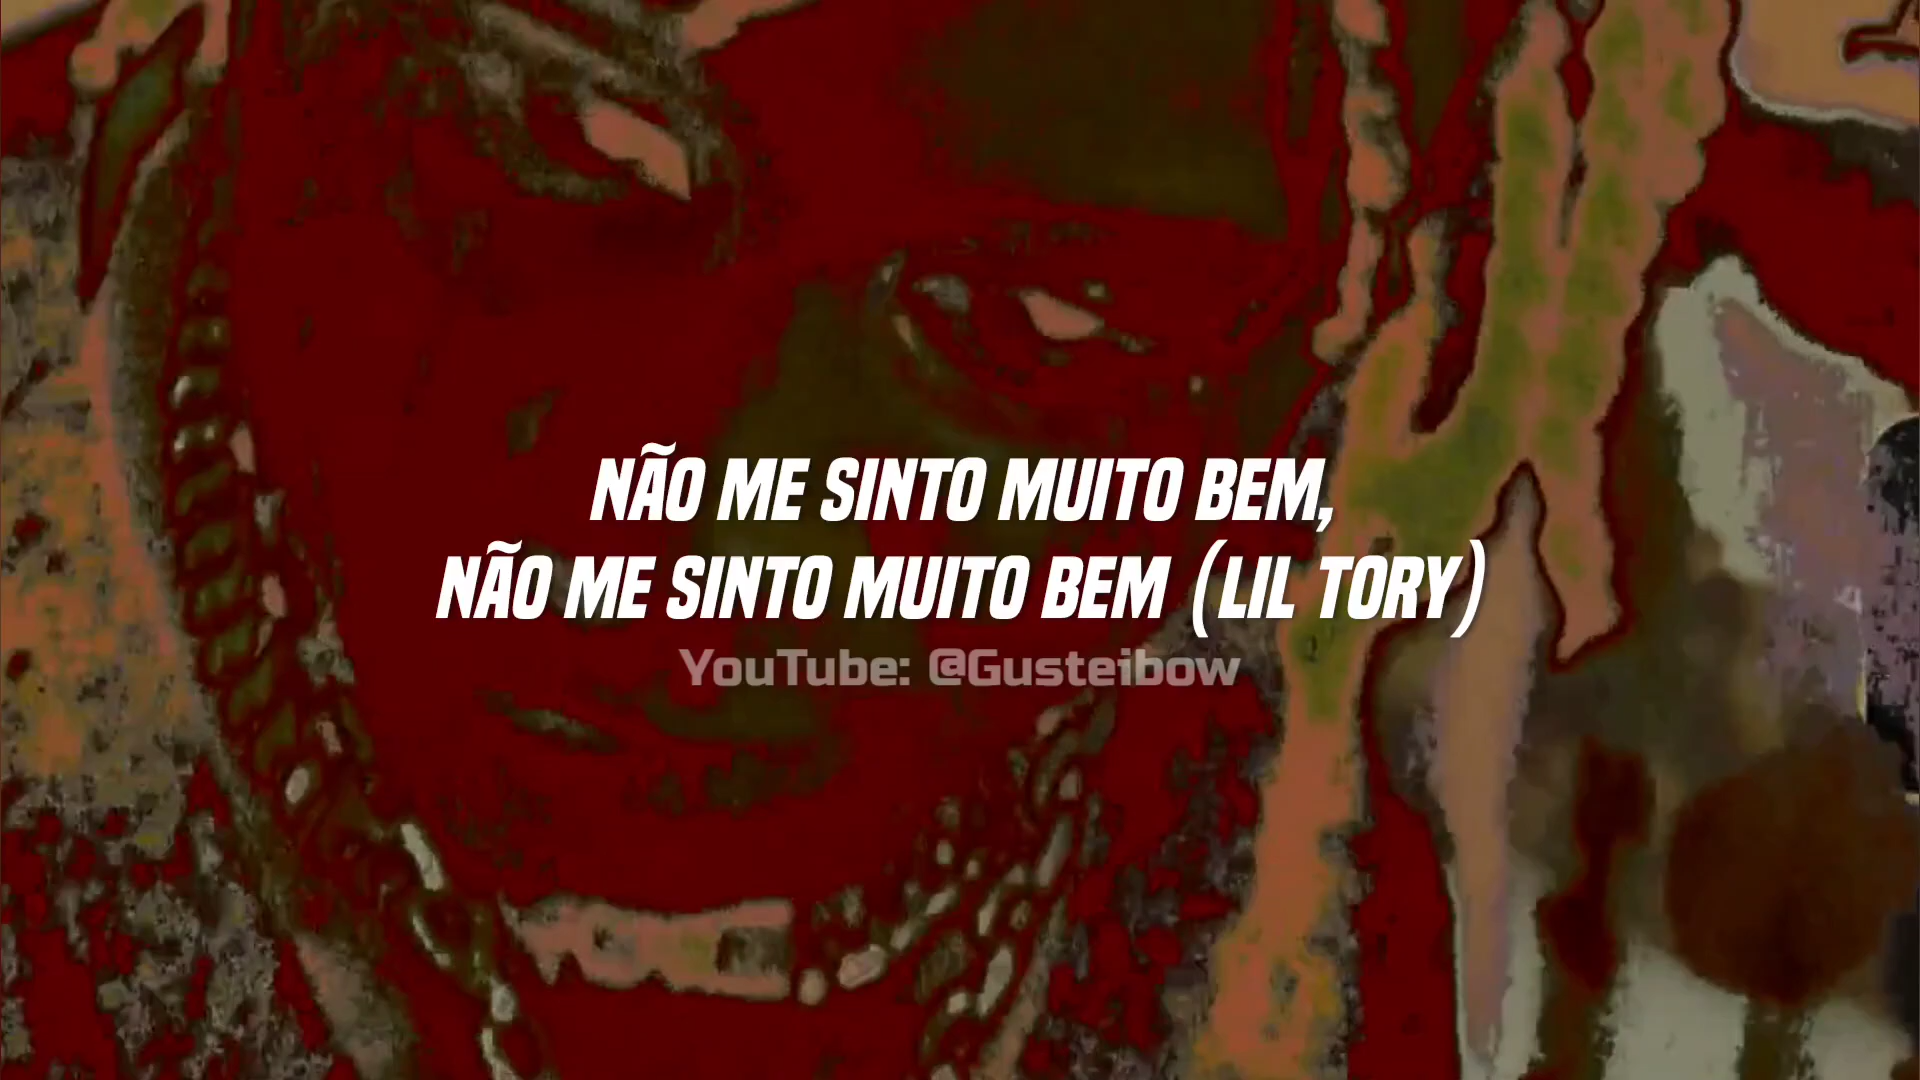 NÃO ME SINTO MUITO BEM,
NÃO ME SINTO MUITO BEM (LIL TORY)
YouTube: @Gusteibow